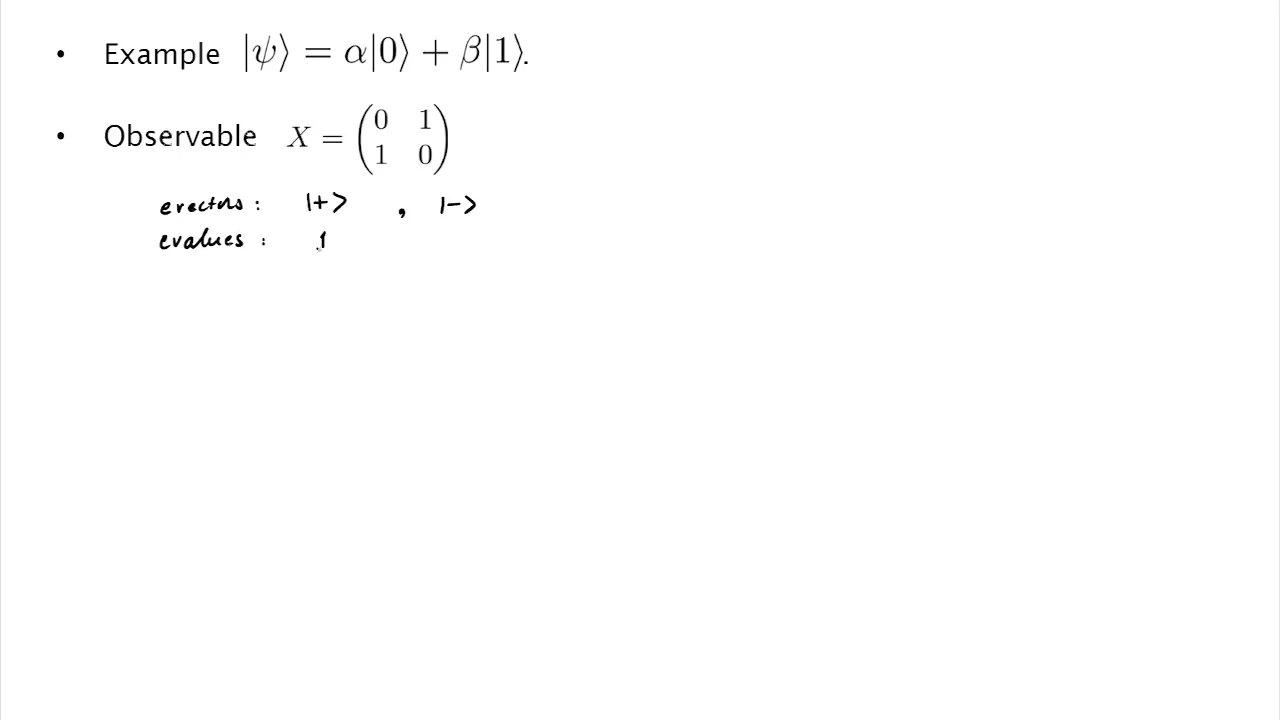 • Example |ψ⟩ = α|0⟩ + β|1⟩.
• Observable X = (0 1
1 0)
evectors: |+> , |->
evalues: 1